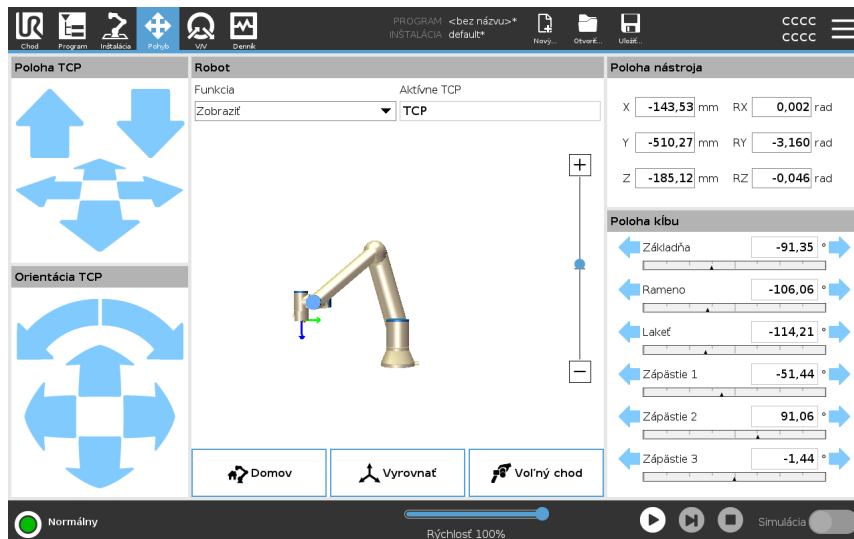 UR
PROGRAM <bez názvu>*
INŠTALÁCIA default*
CCCC
CCCC
Chod Program Inštalácia Pohyb V/V Denník Nový... Otvoriť... Uložiť...
Poloha TCP
Robot
Poloha nástroja
Funkcia
Aktívne TCP
Zobraziť
TCP
X -143,53 mm RX 0,002 rad
Y -510,27 mm RY -3,160 rad
Z -185,12 mm RZ -0,046 rad
Poloha kĺbu
Základňa -91,35 °
Rameno -106,06 °
Lakeť -114,21 °
Zápästie 1 -51,44 °
Zápästie 2 91,06 °
Zápästie 3 -1,44 °
Orientácia TCP
Domov
Vyrovnať
Voľný chod
Normálny
Rýchlosť 100%
Simulácia